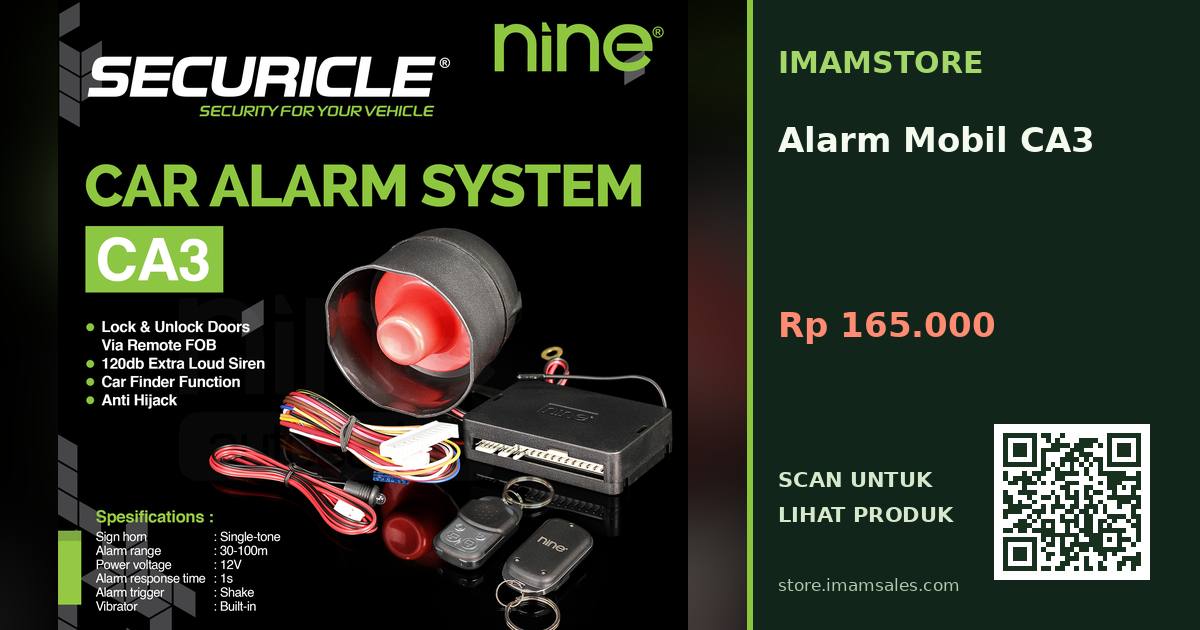 SECURICLE®
SECURITY FOR YOUR VEHICLE
nine®
CAR ALARM SYSTEM
CA3
Lock & Unlock Doors
Via Remote FOB
120db Extra Loud Siren
Car Finder Function
Anti Hijack
nine
nine
Spesifications :
Sign horn : Single-tone
Alarm range : 30-100m
Power voltage : 12V
Alarm response time : 1s
Alarm trigger : Shake
Vibrator : Built-in
IMAMSTORE
Alarm Mobil CA3
Rp 165.000
SCAN UNTUK
LIHAT PRODUK
store.imamsales.com